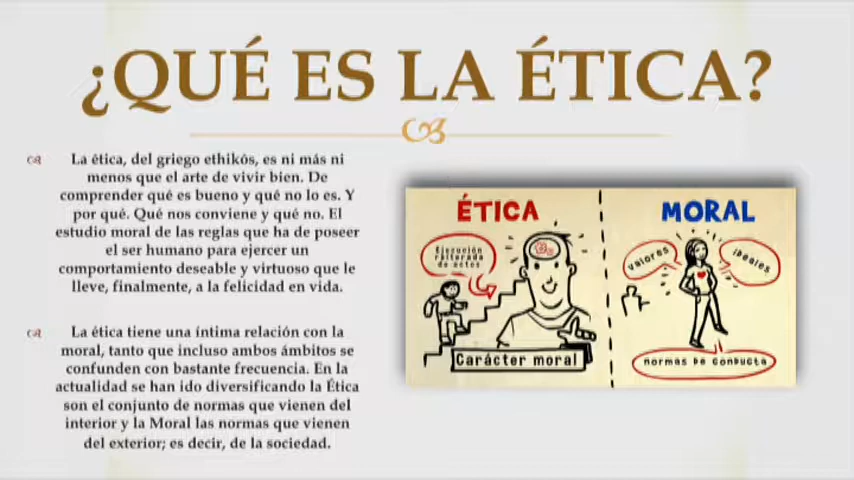 ¿QUÉ ES LA ÉTICA?
La ética, del griego ethikós, es ni más ni
menos que el arte de vivir bien. De
comprender qué es bueno y qué no lo es. Y
por qué. Qué nos conviene y qué no. El
estudio moral de las reglas que ha de poseer
el ser humano para ejercer un
comportamiento deseable y virtuoso que le
lleve, finalmente, a la felicidad en vida.
La ética tiene una íntima relación con la
moral, tanto que incluso ambos ámbitos se
confunden con bastante frecuencia. En la
actualidad se han ido diversificando la Ética
son el conjunto de normas que vienen del
interior y la Moral las normas que vienen
del exterior; es decir, de la sociedad.
ÉTICA
Ejecución
reiterada
de actos
Carácter moral
MORAL
valores
ideales
normas de conducta